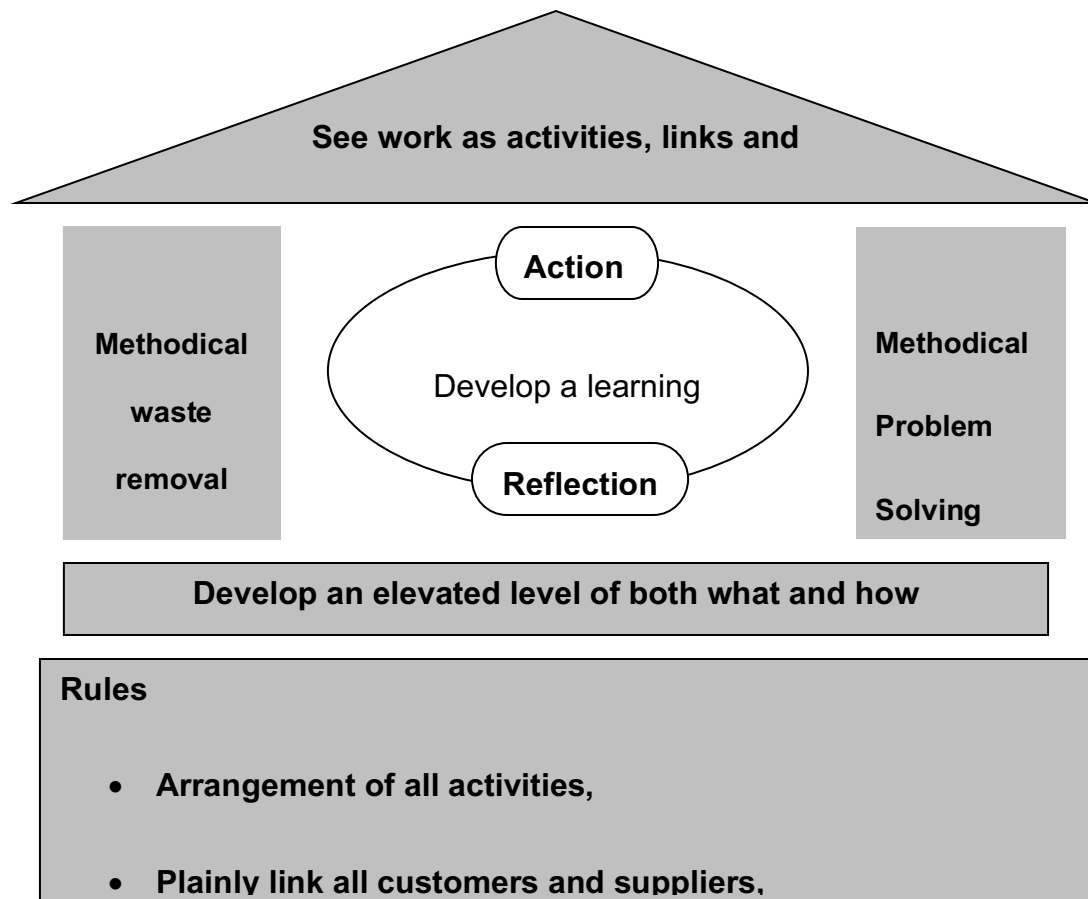 See work as activities, links and
Action
Methodical
waste
removal
Develop a learning
Methodical
Problem
Solving
Reflection
Develop an elevated level of both what and how
Rules
• Arrangement of all activities,
• Plainly link all customers and suppliers,